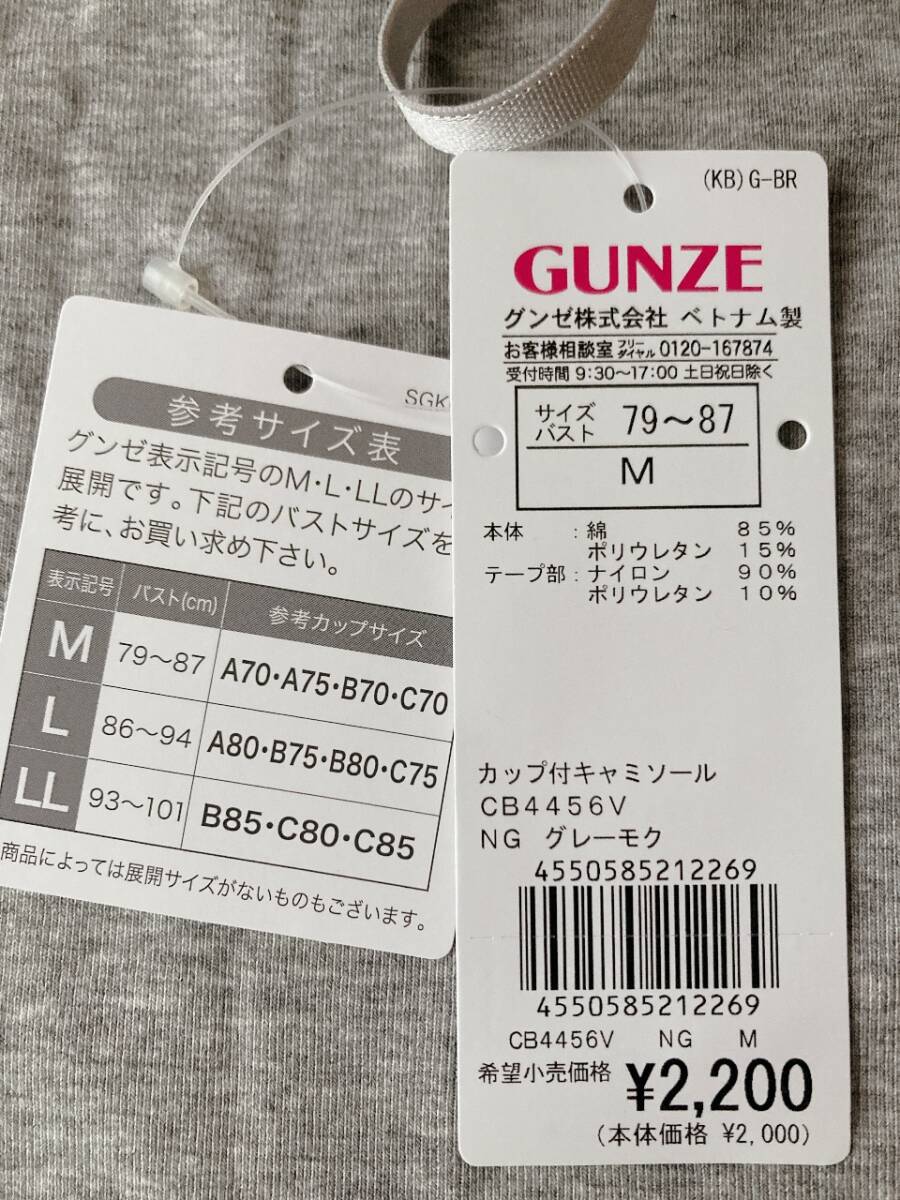 SGK
参考サイズ表
グンゼ表示記号のM・L・LLのサイ
展開です。下記のバストサイズを
考に、お買い求め下さい。
表示記号 バスト(cm) 参考カップサイズ
M 79〜87 A70・A75・B70・C70
L 86〜94 A80・B75・B80・C75
LL 93〜101 B85・C80・C85
商品によっては展開サイズがないものもございます。
(KB)G-BR
GUNZE
グンゼ株式会社 ベトナム製
お客様相談室 フリーダイヤル 0120-167874
受付時間 9:30〜17:00 土日祝日除く
サイズ
バスト 79〜87
M
本体 : 綿 85%
ポリウレタン 15%
テープ部 : ナイロン 90%
ポリウレタン 10%
カップ付キャミソール
CB4456V
NG グレーモク
4550585212269
4550585212269
CB4456V NG M
希望小売価格 ¥2,200
(本体価格 ¥2,000)